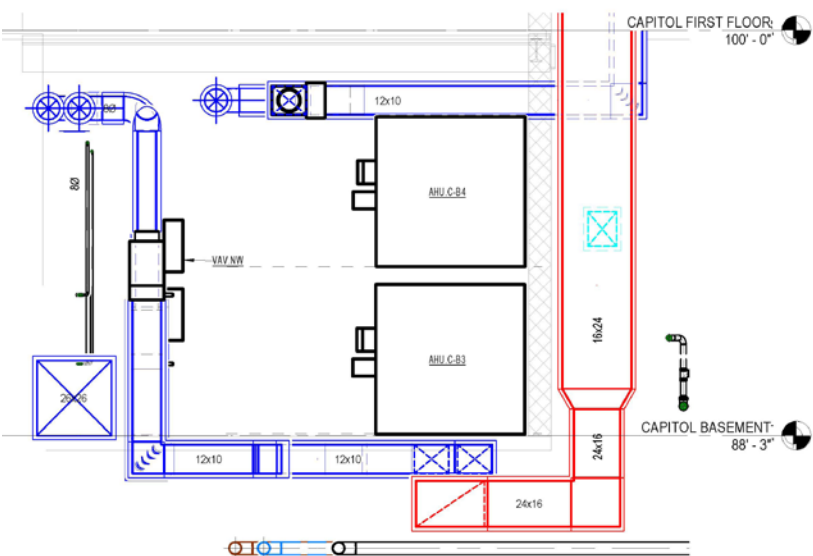 CAPITOL FIRST FLOOR
100' - 0"
12x10
8Ø
8Ø
AHU.C-B4
VAV NW
16x24
AHU.C-B3
26x26
CAPITOL BASEMENT
88' - 3"
24x16
12x10
12x10
24x16